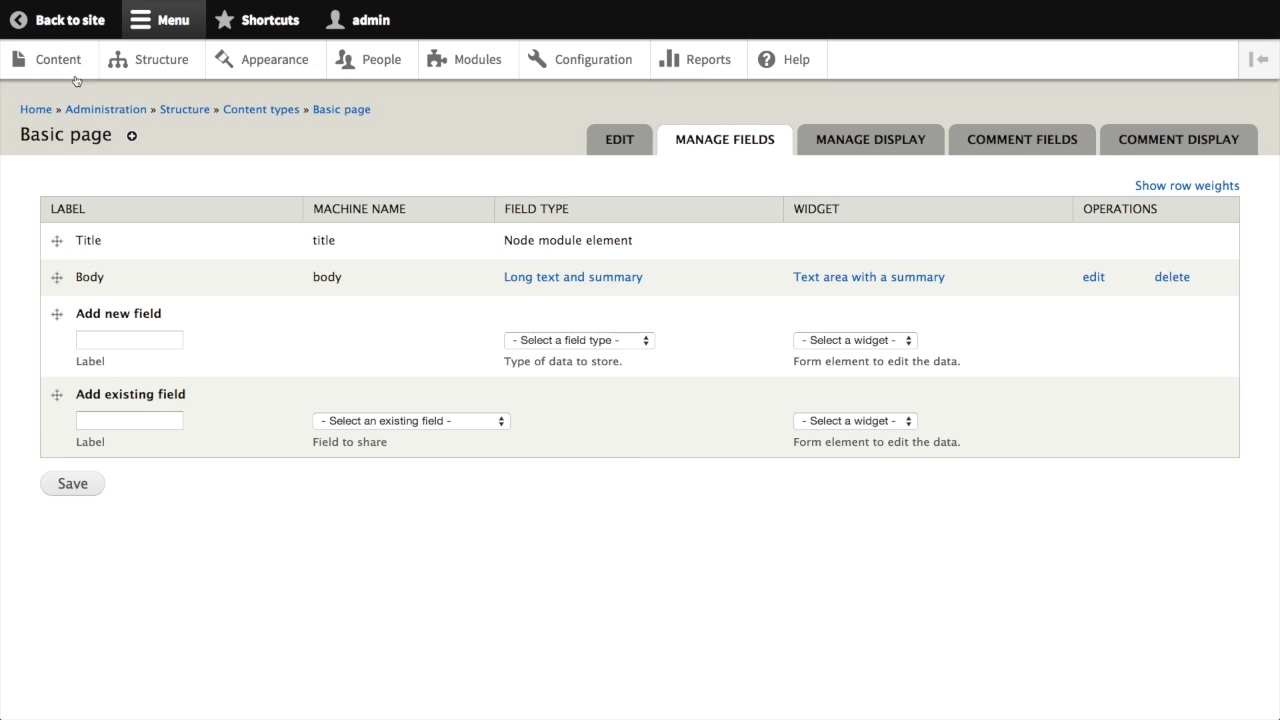 Back to site Menu Shortcuts admin
Content Structure Appearance People Modules Configuration Reports Help
Home » Administration » Structure » Content types » Basic page
Basic page
EDIT MANAGE FIELDS MANAGE DISPLAY COMMENT FIELDS COMMENT DISPLAY
Show row weights
LABEL MACHINE NAME FIELD TYPE WIDGET OPERATIONS
Title title Node module element
Body body Long text and summary Text area with a summary edit delete
Add new field
- Select a field type - - Select a widget -
Label Type of data to store. Form element to edit the data.
Add existing field
- Select an existing field - - Select a widget -
Label Field to share Form element to edit the data.
Save